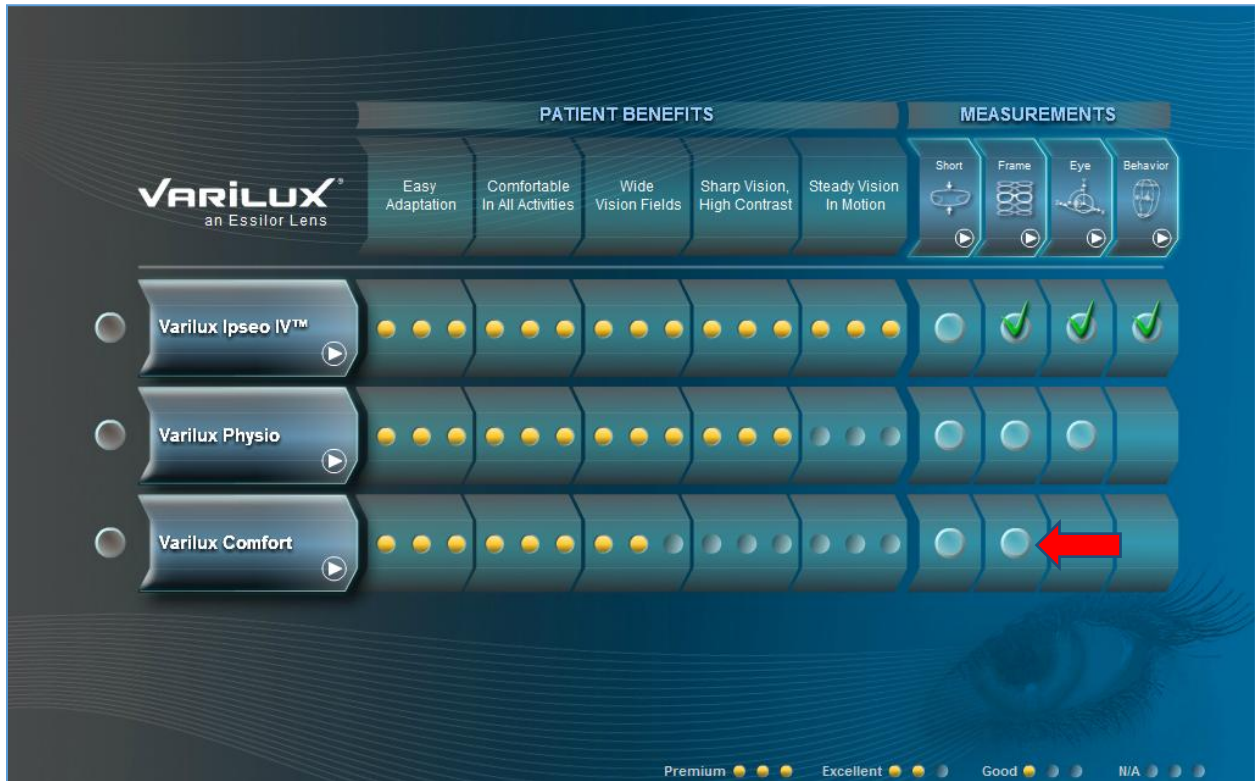 PATIENT BENEFITS
MEASUREMENTS
VARILUX®
an Essilor Lens
Easy
Adaptation
Comfortable
In All Activities
Wide
Vision Fields
Sharp Vision,
High Contrast
Steady Vision
In Motion
Short
Frame
Eye
Behavior
Varilux Ipseo IV™
Varilux Physio
Varilux Comfort
Premium
Excellent
Good
N/A